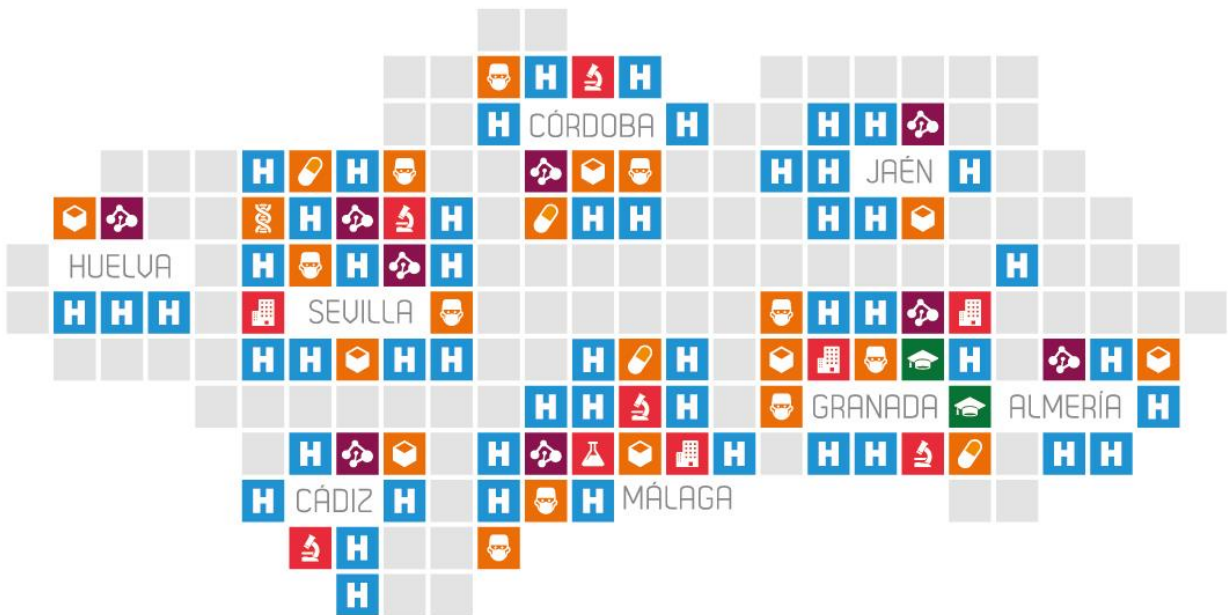 H H
H CÓRDOBA H H H
H H H H JAÉN H
H H H H H H
HUELVA H H H H
H H H SEVILLA H H
H H H H H H H H
H H H GRANADA ALMERÍA H
H H H H H H H
H CÁDIZ H H H MÁLAGA
H
H